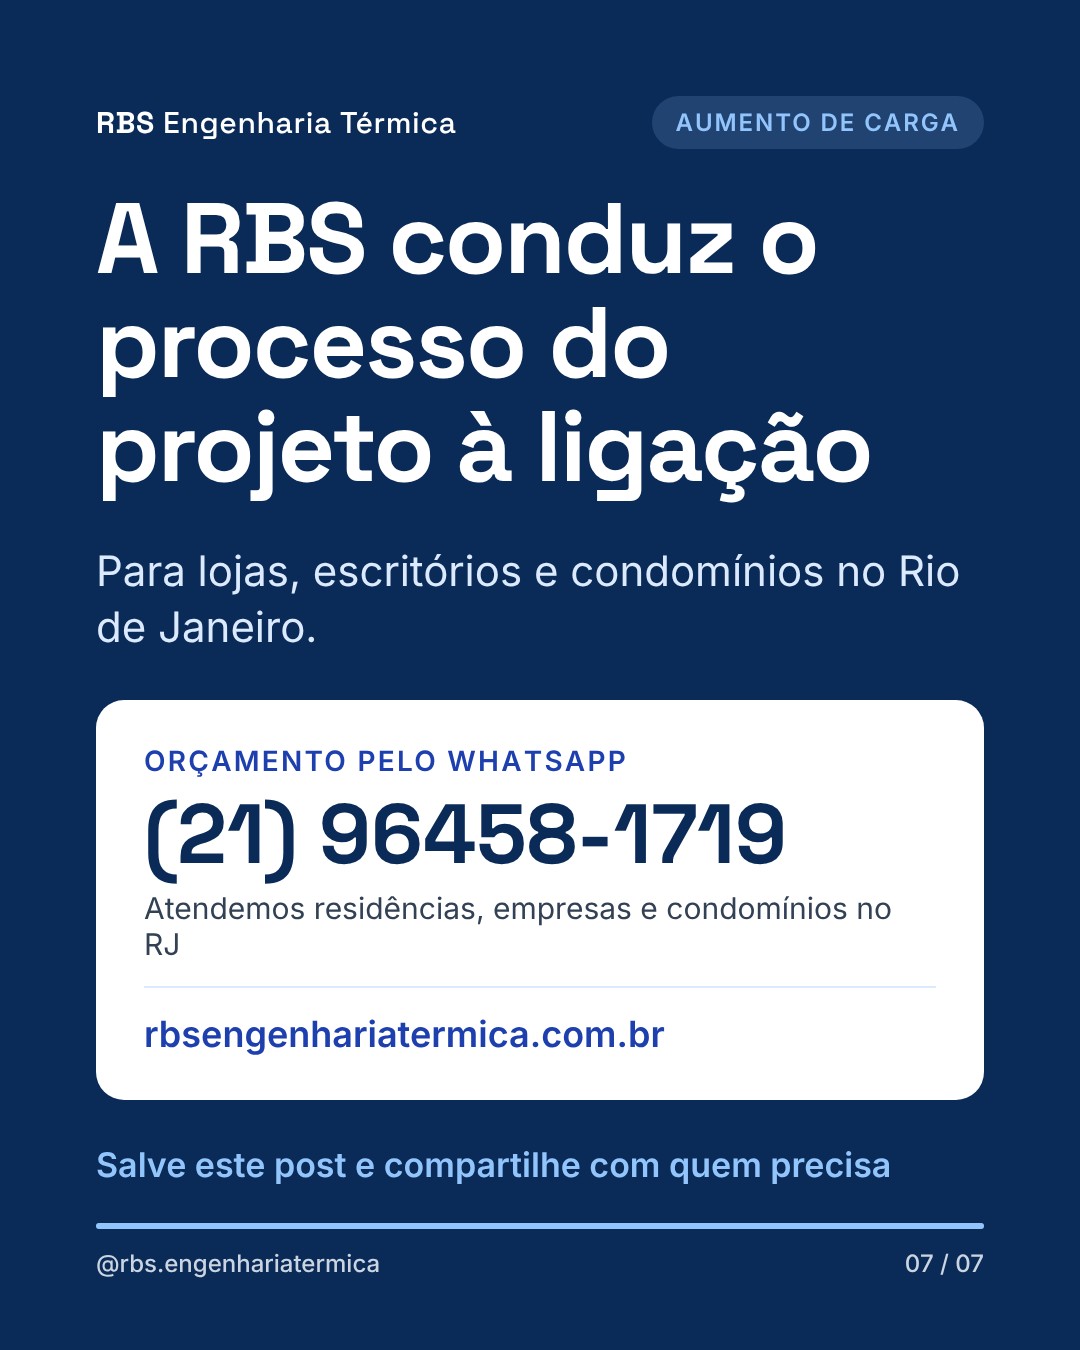 RBS Engenharia Térmica
AUMENTO DE CARGA
A RBS conduz o
processo do
projeto à ligação
Para lojas, escritórios e condomínios no Rio
de Janeiro.
ORÇAMENTO PELO WHATSAPP
(21) 96458-1719
Atendemos residências, empresas e condomínios no
RJ
rbsengenhariatermica.com.br
Salve este post e compartilhe com quem precisa
@rbs.engenhariatermica
07 / 07